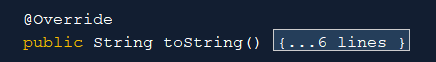 @Override
public String toString() {...6 lines }